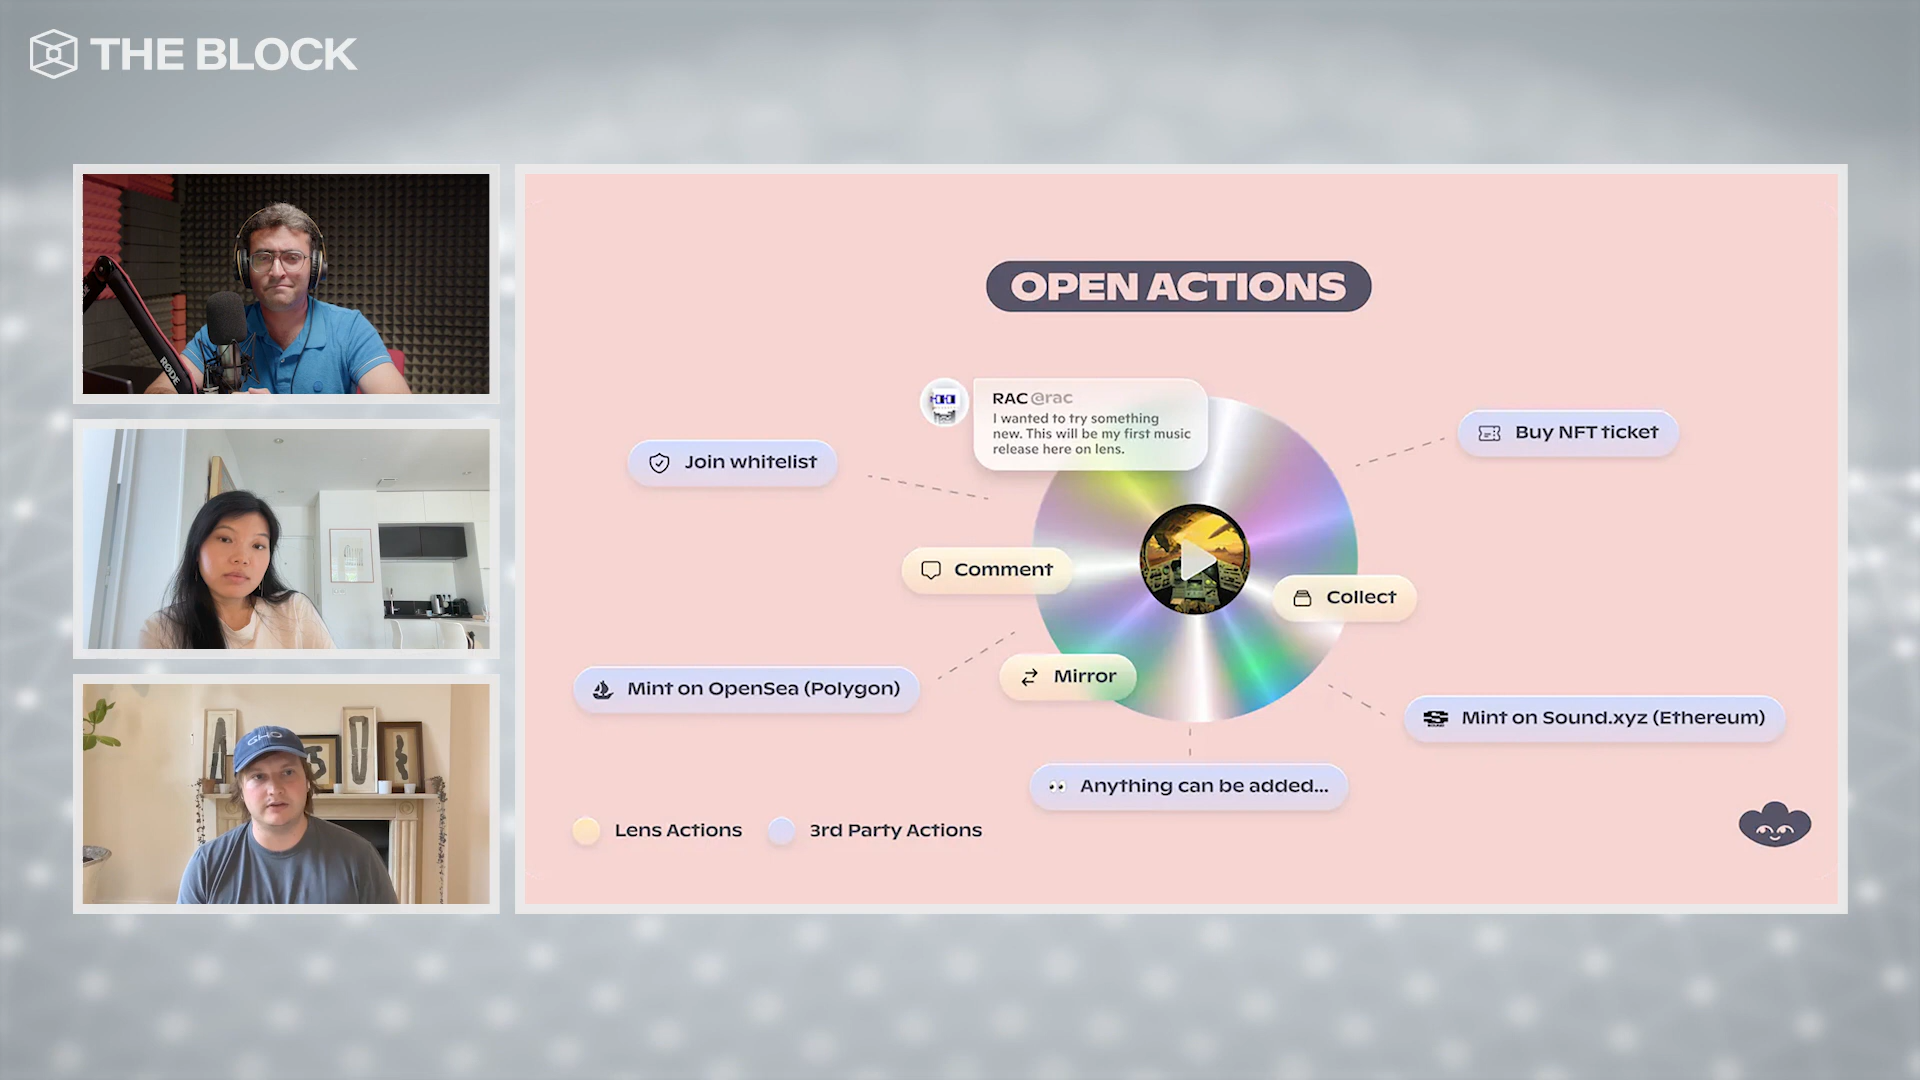 THE BLOCK
RØDE
GHO
OPEN ACTIONS
RAC @rac
I wanted to try something
new. This will be my first music
release here on lens.
Join whitelist
Buy NFT ticket
Comment
Collect
Mirror
Mint on OpenSea (Polygon)
Mint on Sound.xyz (Ethereum)
Anything can be added...
Lens Actions
3rd Party Actions